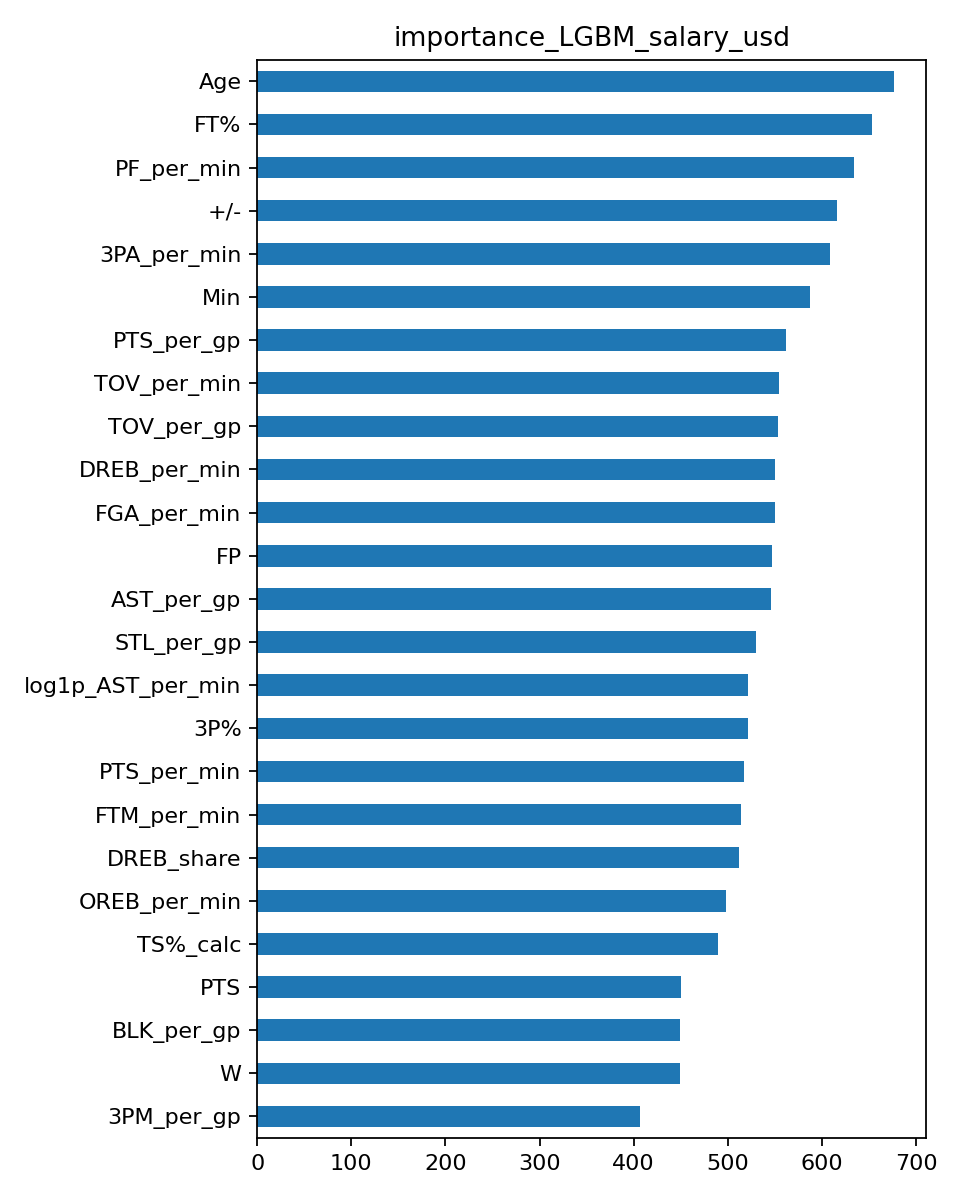 importance_LGBM_salary_usd
Age
FT%
PF_per_min
+/-
3PA_per_min
Min
PTS_per_gp
TOV_per_min
TOV_per_gp
DREB_per_min
FGA_per_min
FP
AST_per_gp
STL_per_gp
log1p_AST_per_min
3P%
PTS_per_min
FTM_per_min
DREB_share
OREB_per_min
TS%_calc
PTS
BLK_per_gp
W
3PM_per_gp
0 100 200 300 400 500 600 700